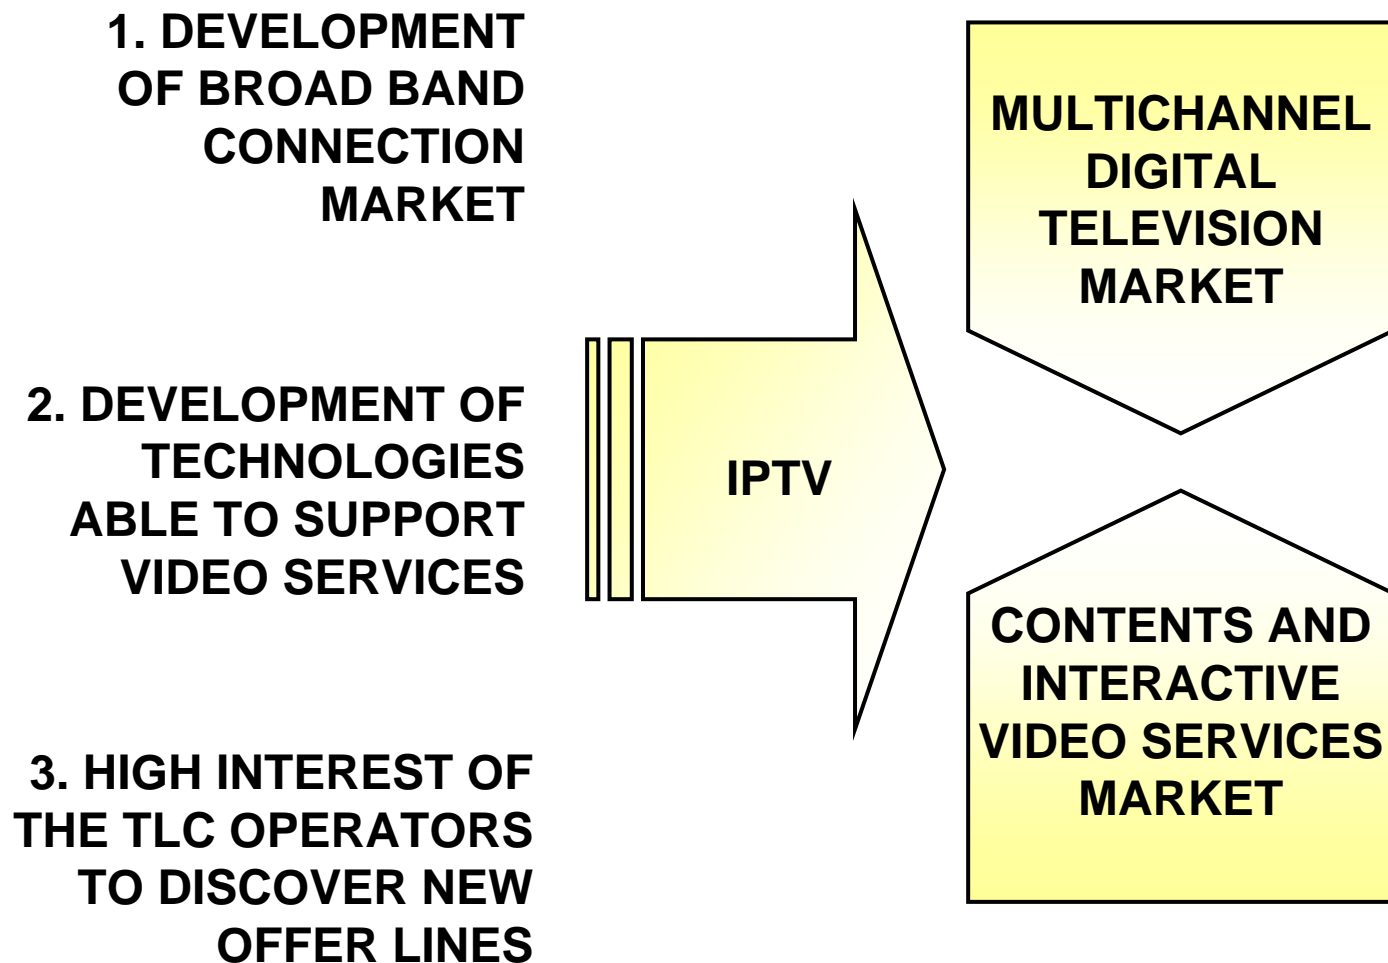 1. DEVELOPMENT
OF BROAD BAND
CONNECTION
MARKET
2. DEVELOPMENT OF
TECHNOLOGIES
ABLE TO SUPPORT
VIDEO SERVICES
3. HIGH INTEREST OF
THE TLC OPERATORS
TO DISCOVER NEW
OFFER LINES
IPTV
MULTICHANNEL
DIGITAL
TELEVISION
MARKET
CONTENTS AND
INTERACTIVE
VIDEO SERVICES
MARKET